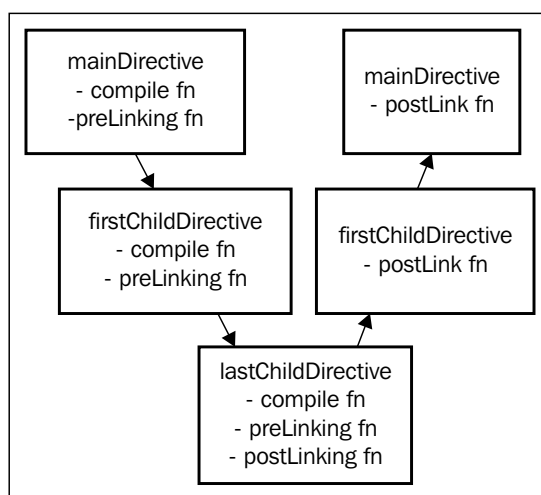 mainDirective
- compile fn
-preLinking fn
mainDirective
- postLink fn
firstChildDirective
- compile fn
- preLinking fn
firstChildDirective
- postLink fn
lastChildDirective
- compile fn
- preLinking fn
- postLinking fn